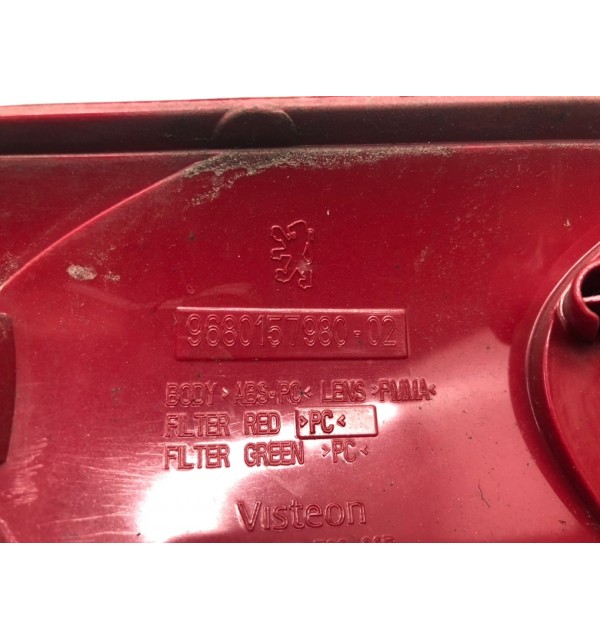 9680157980-02
BODY >ABS-PC< LENS >PMMA<
FILTER RED >PC<
FILTER GREEN >PC<
Visteon